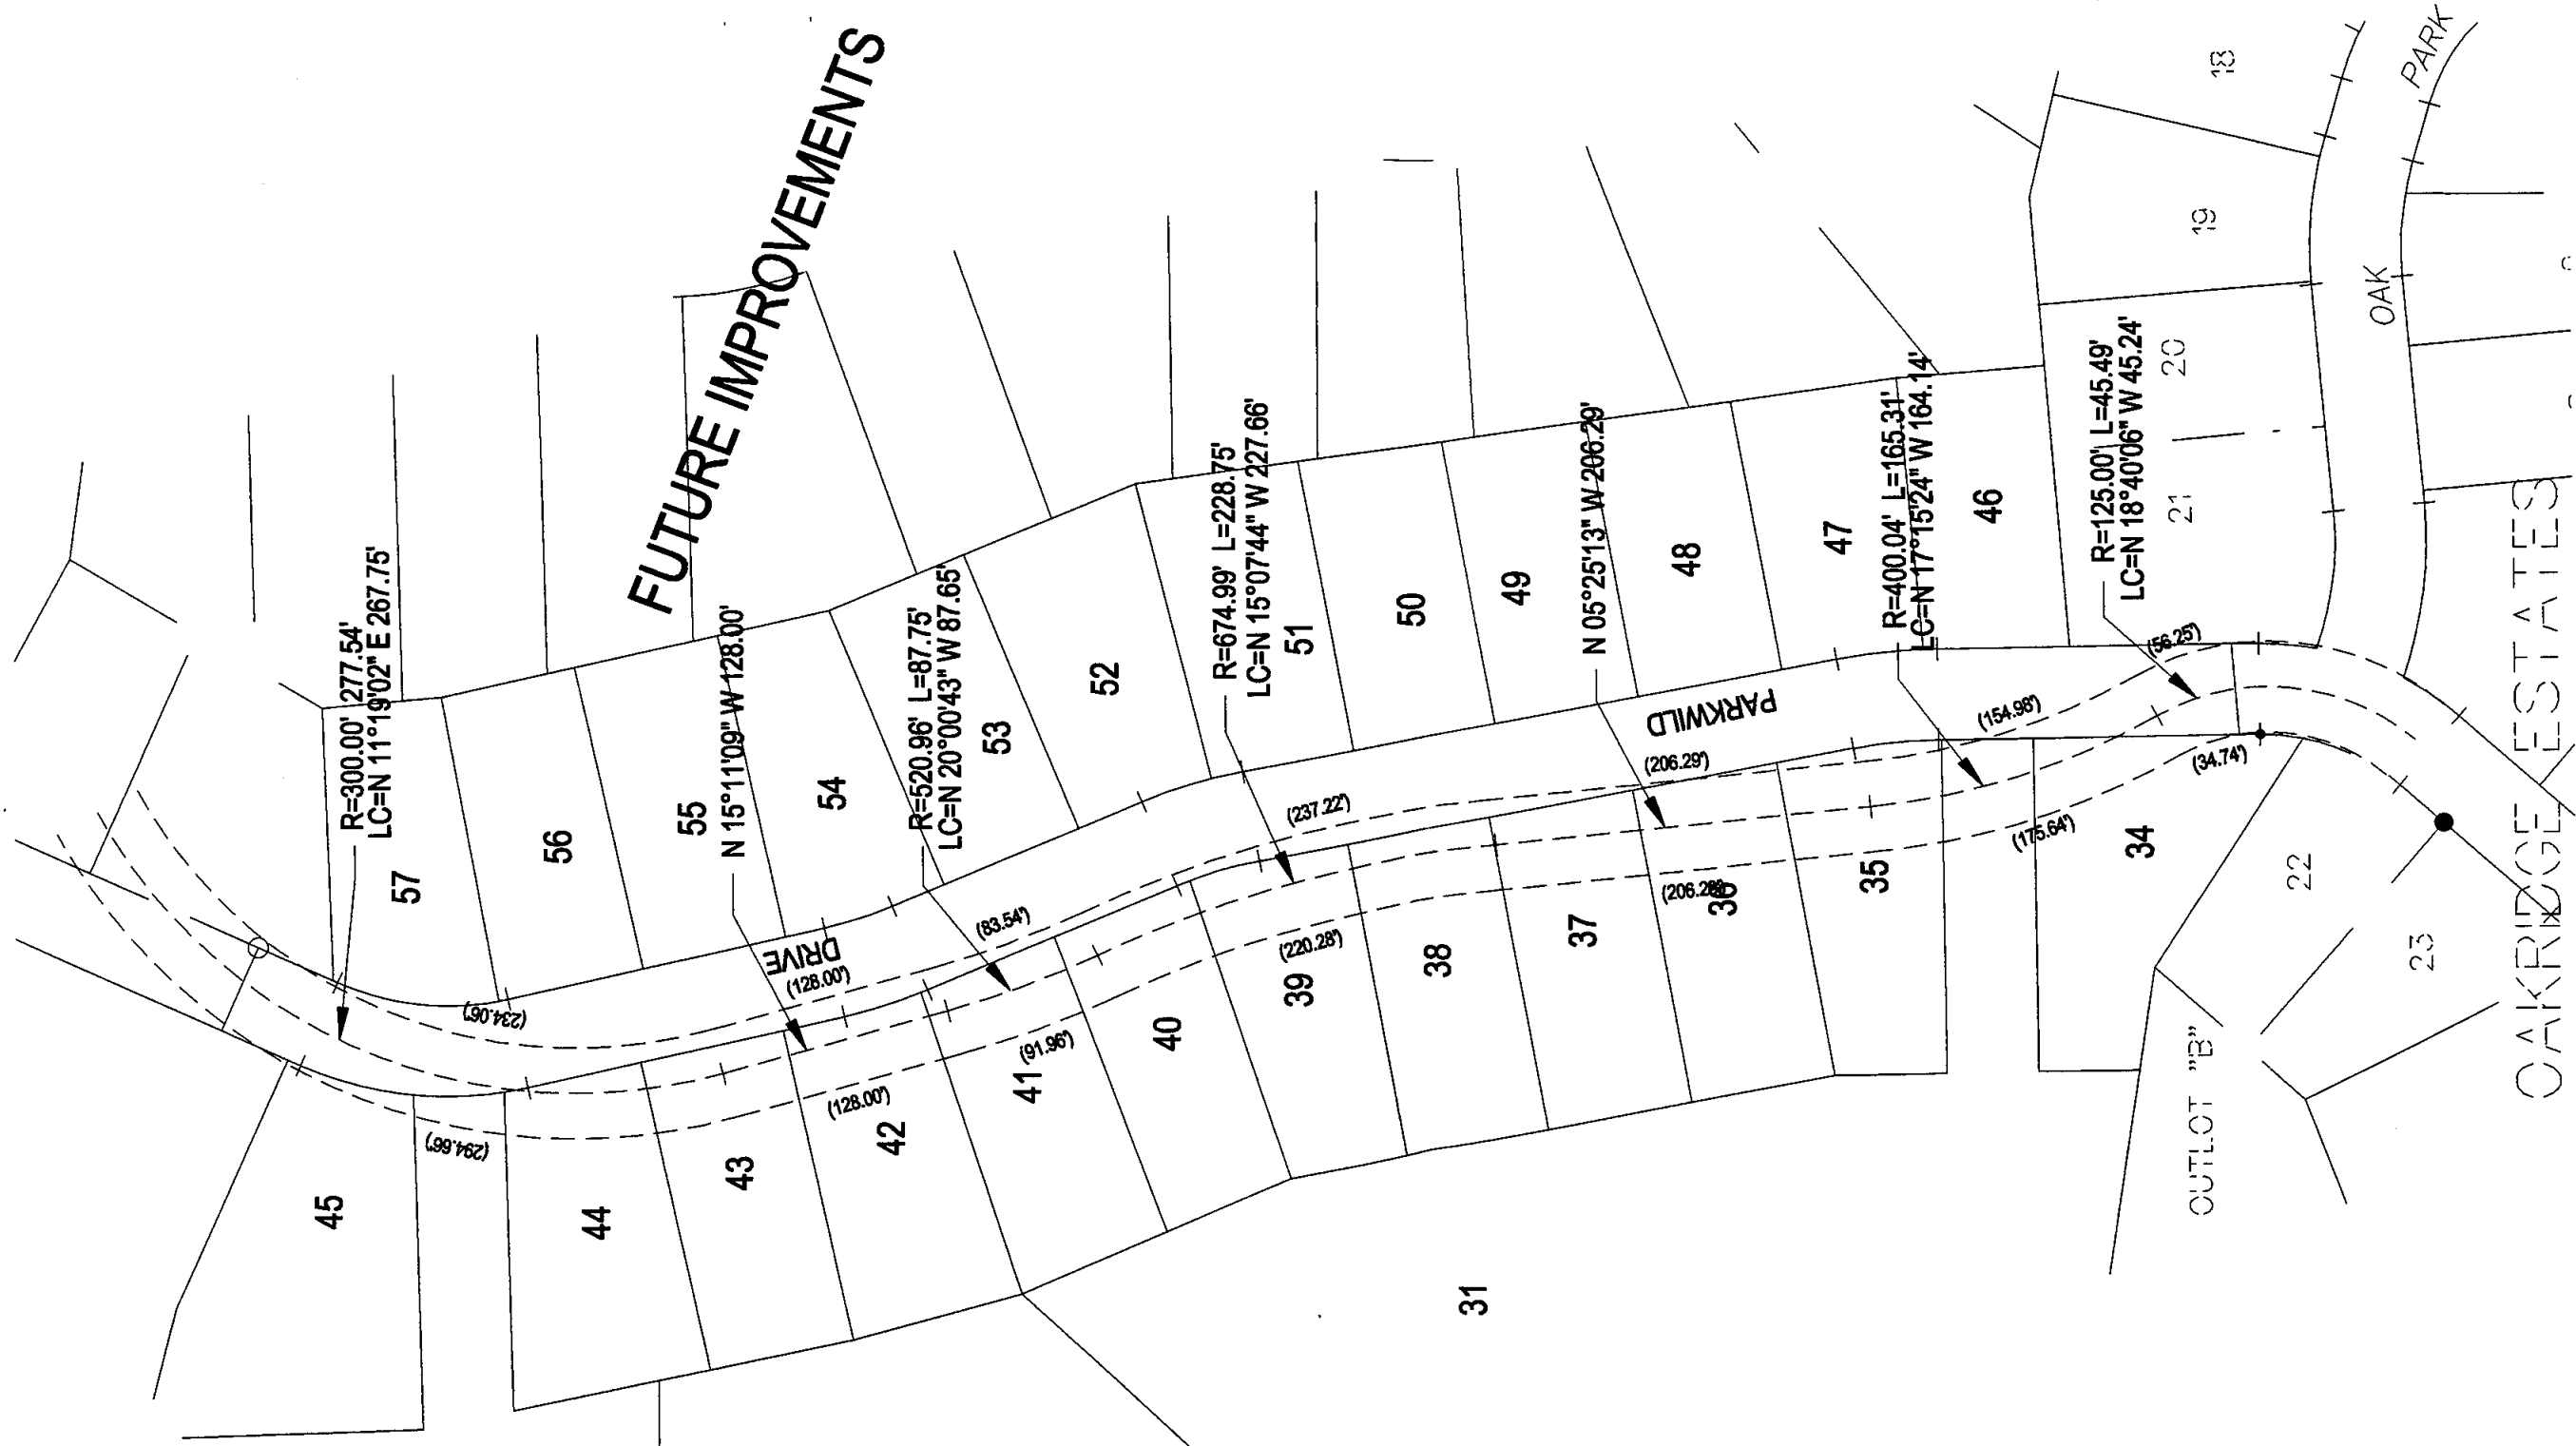 FUTURE IMPROVEMENTS
R=300.00' 277.54'
LC=N 11°19'02" E 267.75'
N 15°11'09" W 128.00'
R=520.96' L=87.75'
LC=N 20°00'43" W 87.65'
R=674.99' L=228.75'
LC=N 15°07'44" W 227.66'
N 05°25'13" W 206.29'
R=400.04' L=165.31'
LC=N 17°15'24" W 164.14'
R=125.00' L=45.49'
LC=N 18°40'06" W 45.24'
57
56
55
54
53
52
51
50
49
48
47
46
18
19
20
21
OAK
PARK
PARKWILD
DRIVE
(234.06')
(128.00')
(83.54')
(237.22')
(206.29')
(154.98')
(56.25')
(294.66')
(128.00')
(91.96')
(220.28')
(175.64')
(34.74')
45
44
43
42
41
40
39
38
37
36
35
34
31
22
23
OUTLOT "B"
OAKRIDGE ESTATES